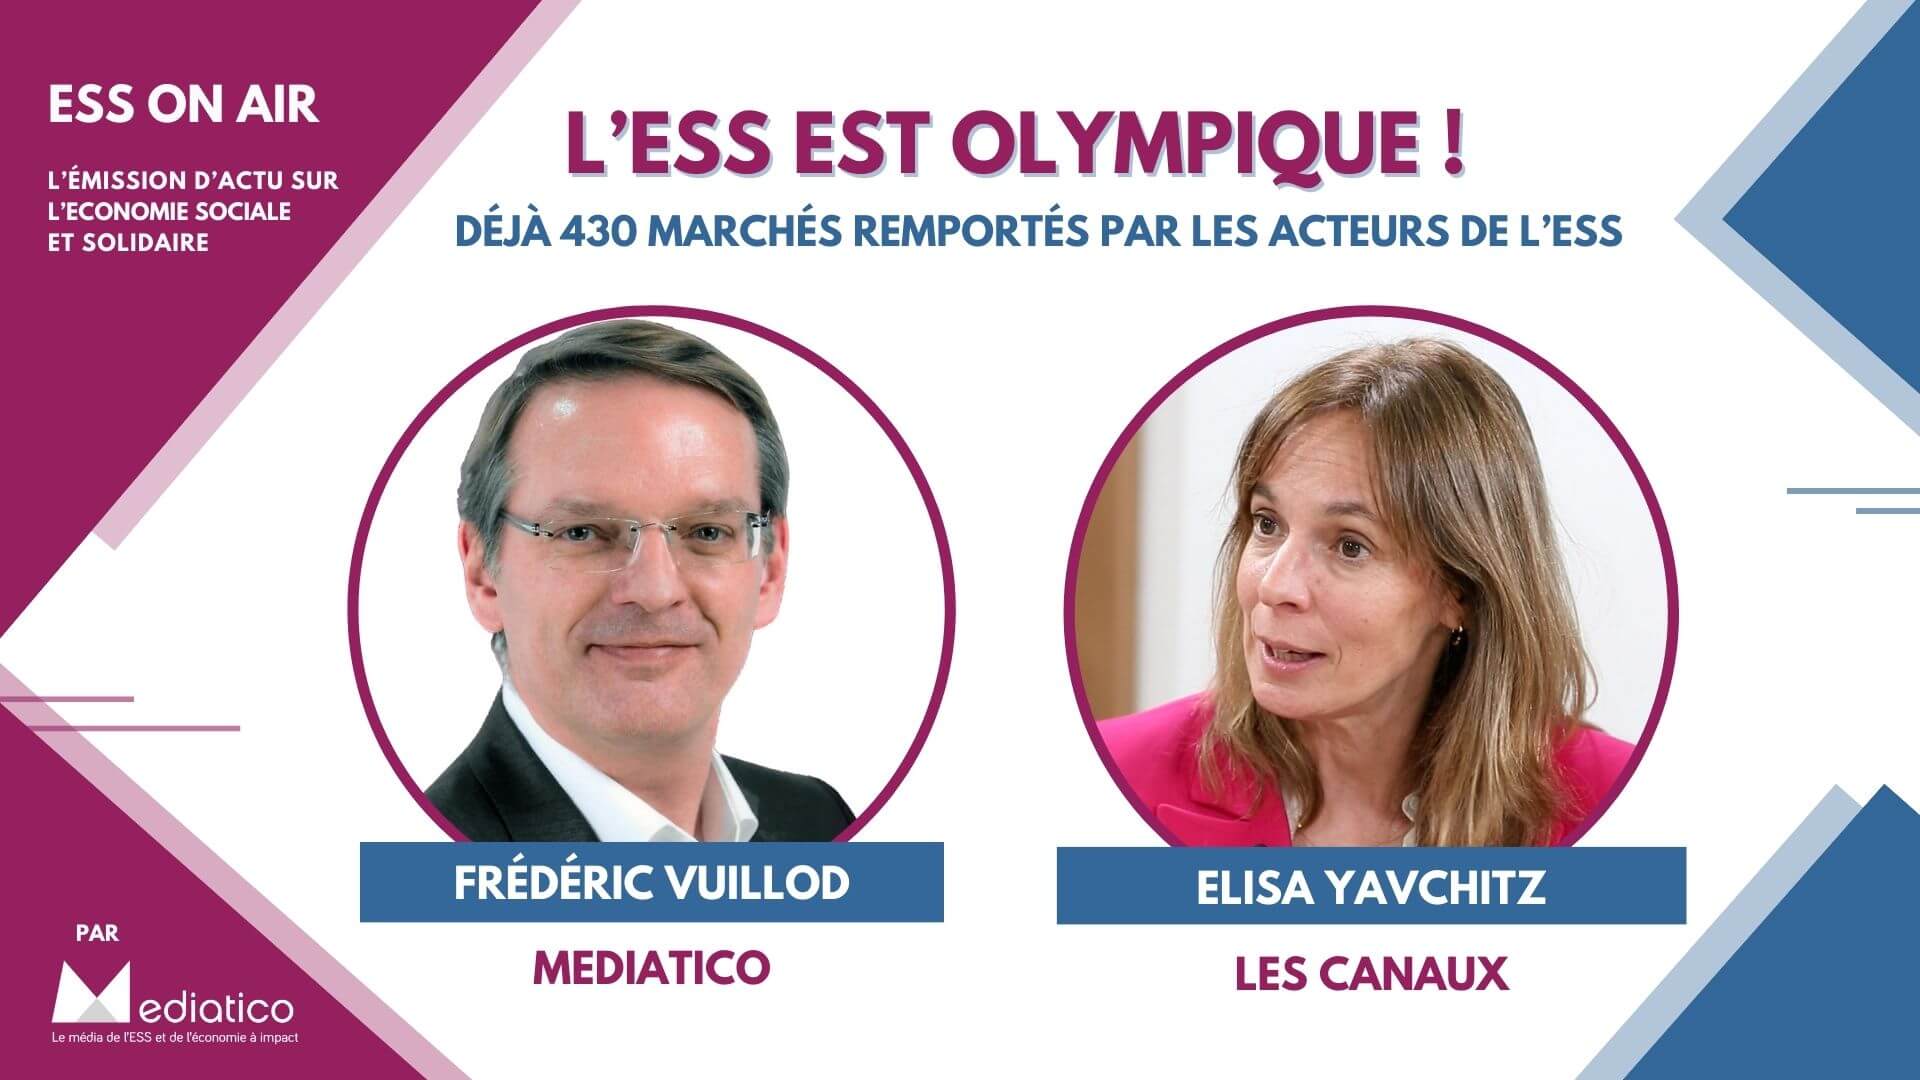 ESS ON AIR
L’ÉMISSION D’ACTU SUR
L’ECONOMIE SOCIALE
ET SOLIDAIRE
L’ESS EST OLYMPIQUE !
DÉJÀ 430 MARCHÉS REMPORTÉS PAR LES ACTEURS DE L’ESS
FRÉDÉRIC VUILLOD
MEDIATICO
ELISA YAVCHITZ
LES CANAUX
PAR
Mediatico
Le média de l'ESS et de l'économie à impact